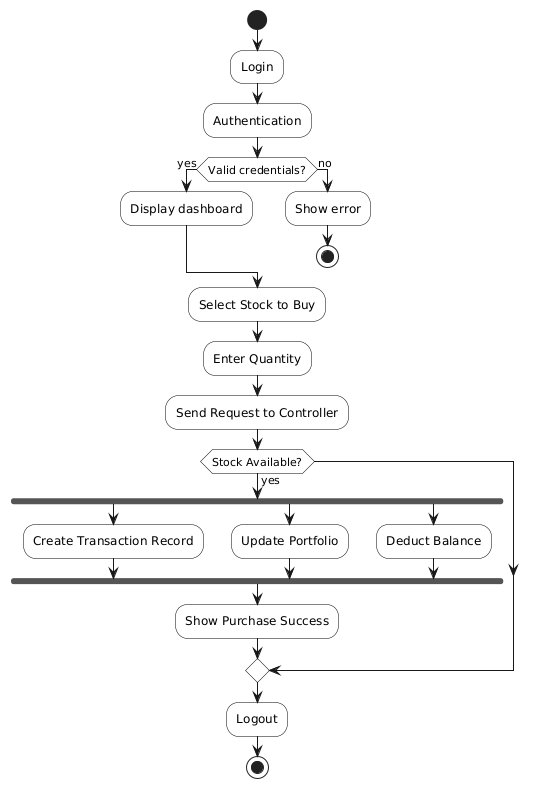 Login
Authentication
yes
Valid credentials?
no
Display dashboard
Show error
Select Stock to Buy
Enter Quantity
Send Request to Controller
Stock Available?
yes
Create Transaction Record
Update Portfolio
Deduct Balance
Show Purchase Success
Logout